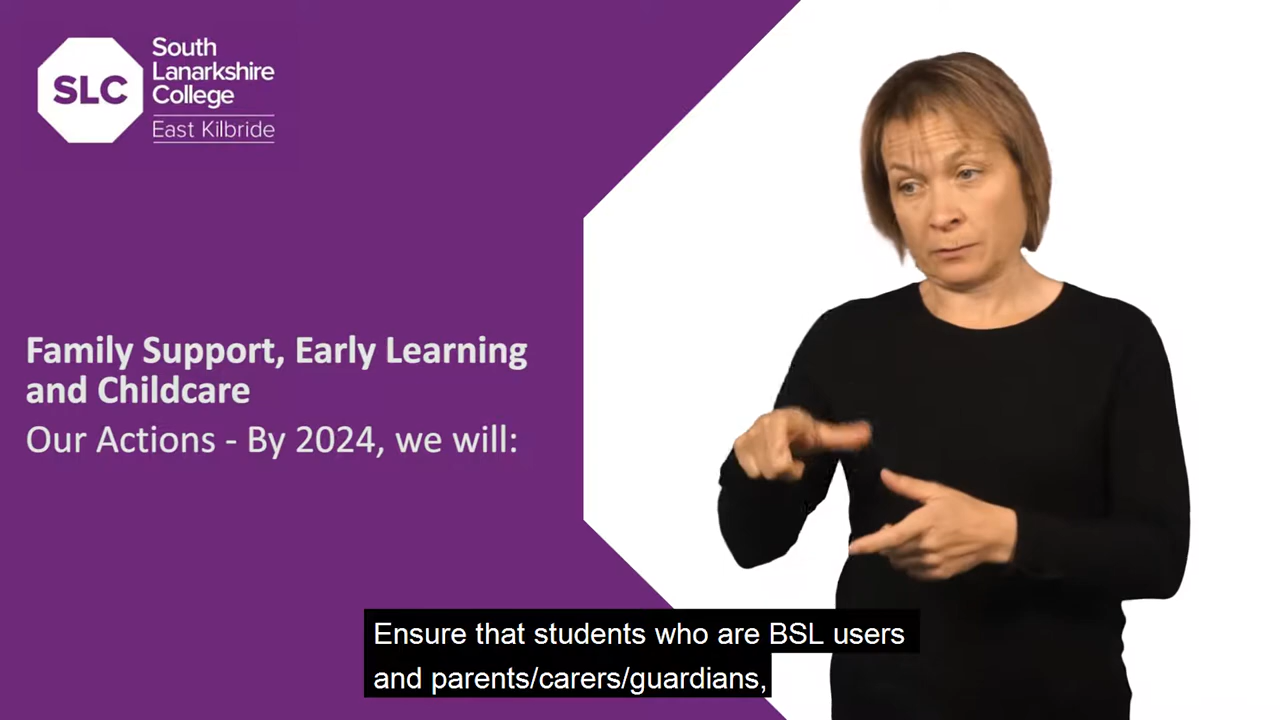 SLC
South
Lanarkshire
College
East Kilbride
Family Support, Early Learning
and Childcare
Our Actions - By 2024, we will:
Ensure that students who are BSL users
and parents/carers/guardians,